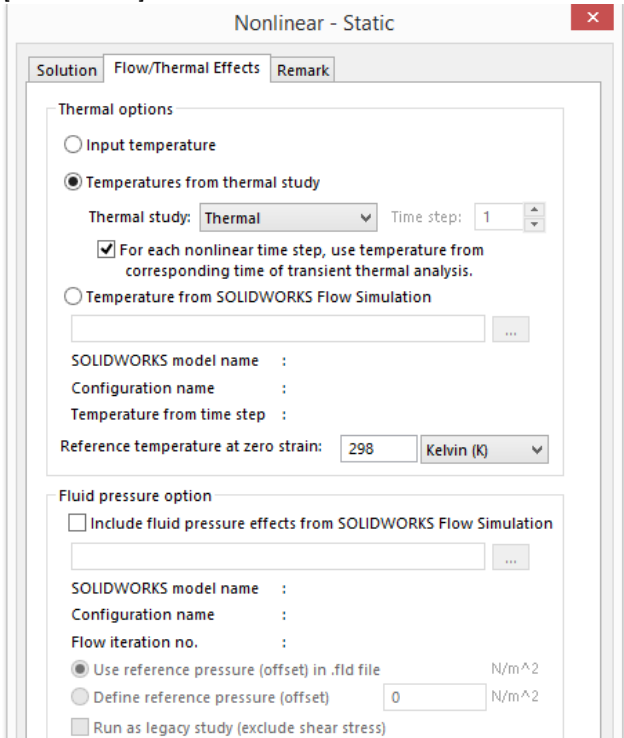 Nonlinear - Static
Solution Flow/Thermal Effects Remark
Thermal options
Input temperature
Temperatures from thermal study
Thermal study: Thermal Time step: 1
For each nonlinear time step, use temperature from
corresponding time of transient thermal analysis.
Temperature from SOLIDWORKS Flow Simulation
...
SOLIDWORKS model name :
Configuration name :
Temperature from time step :
Reference temperature at zero strain: 298 Kelvin (K)
Fluid pressure option
Include fluid pressure effects from SOLIDWORKS Flow Simulation
...
SOLIDWORKS model name :
Configuration name :
Flow iteration no. :
Use reference pressure (offset) in .fld file N/m^2
Define reference pressure (offset) 0 N/m^2
Run as legacy study (exclude shear stress)